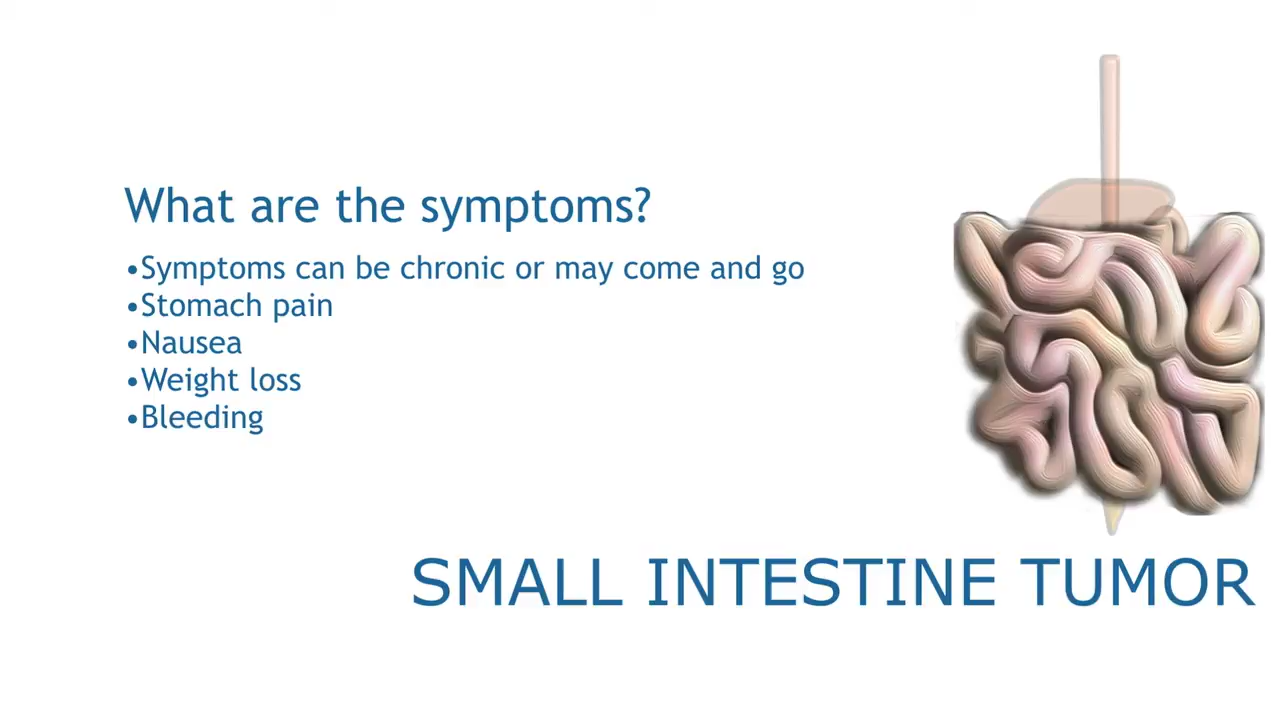 What are the symptoms?
•Symptoms can be chronic or may come and go
•Stomach pain
•Nausea
•Weight loss
•Bleeding
SMALL INTESTINE TUMOR